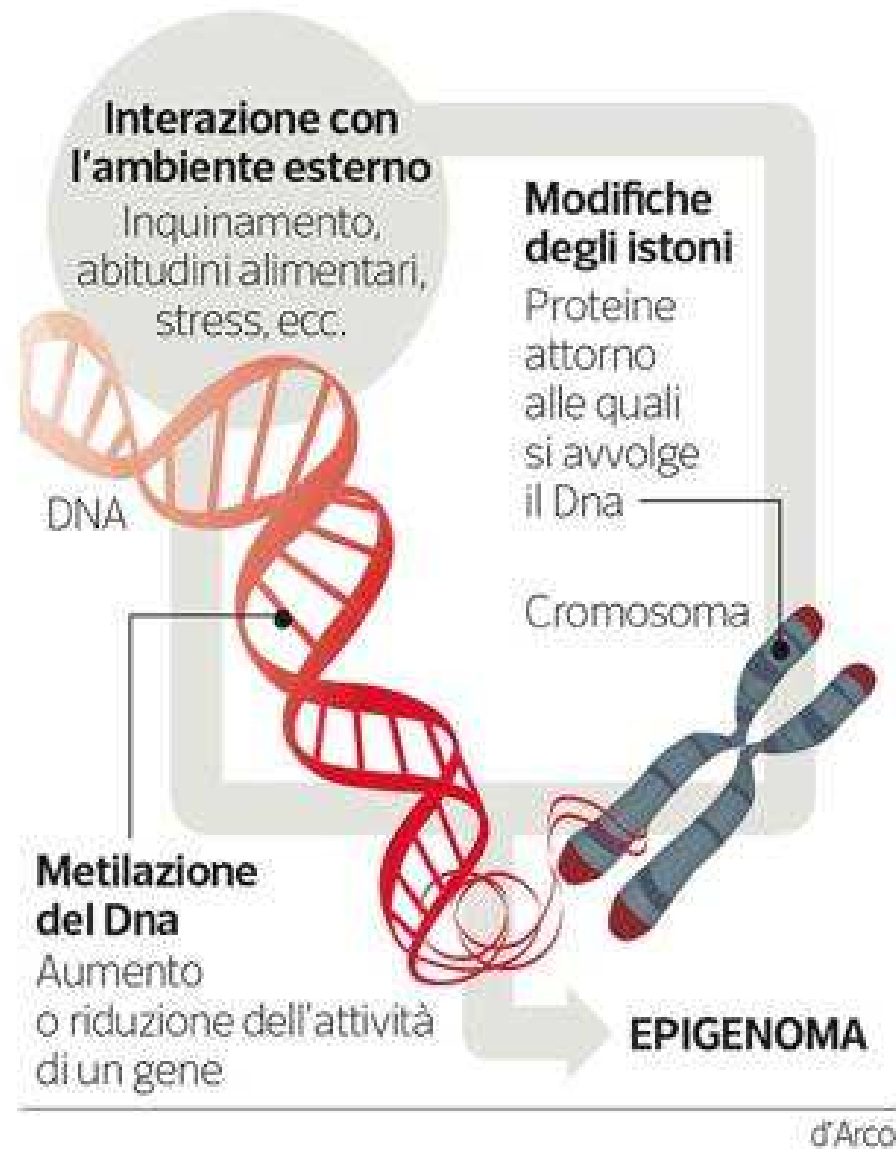 Interazione con
l'ambiente esterno
Inquinamento,
abitudini alimentari,
stress, ecc.
Modifiche
degli istoni
Proteine
attorno
alle quali
si avvolge
il Dna
DNA
Cromosoma
Metilazione
del Dna
Aumento
o riduzione dell'attività
di un gene
EPIGENOMA
d'Arco